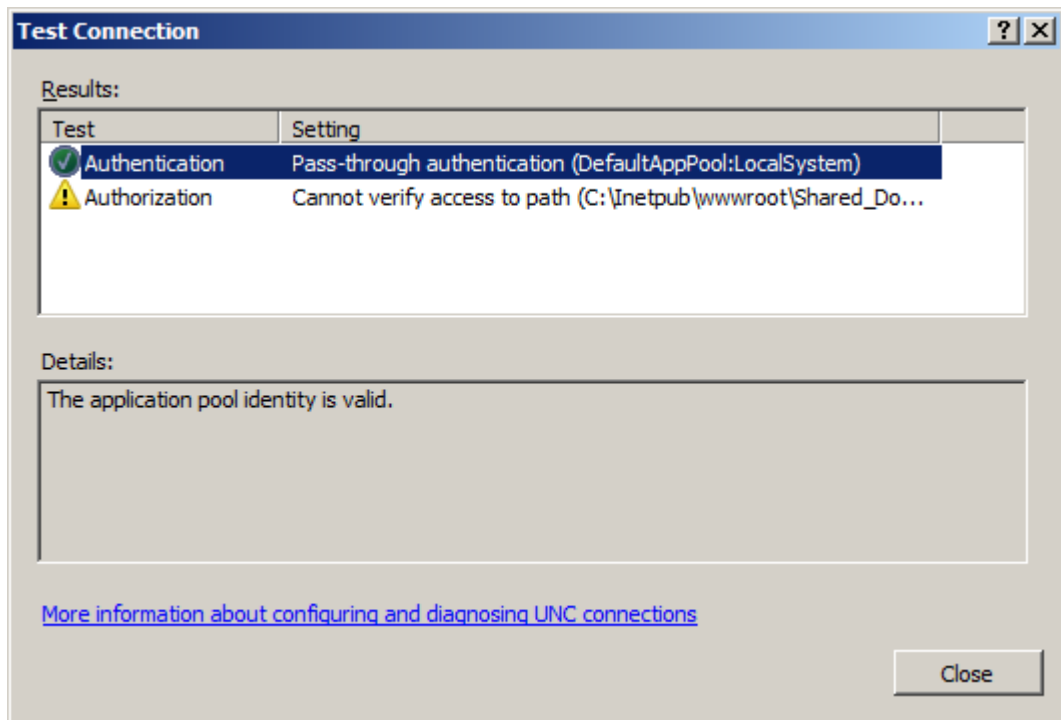 Test Connection
Results:
Test Setting
Authentication Pass-through authentication (DefaultAppPool:LocalSystem)
Authorization Cannot verify access to path (C:\Inetpub\wwwroot\Shared_Do...
Details:
The application pool identity is valid.
More information about configuring and diagnosing UNC connections
Close